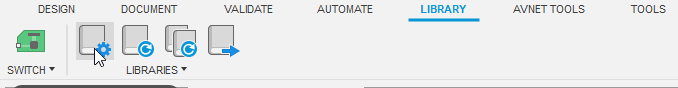 DESIGN DOCUMENT VALIDATE AUTOMATE LIBRARY AVNET TOOLS TOOLS
SWITCH LIBRARIES